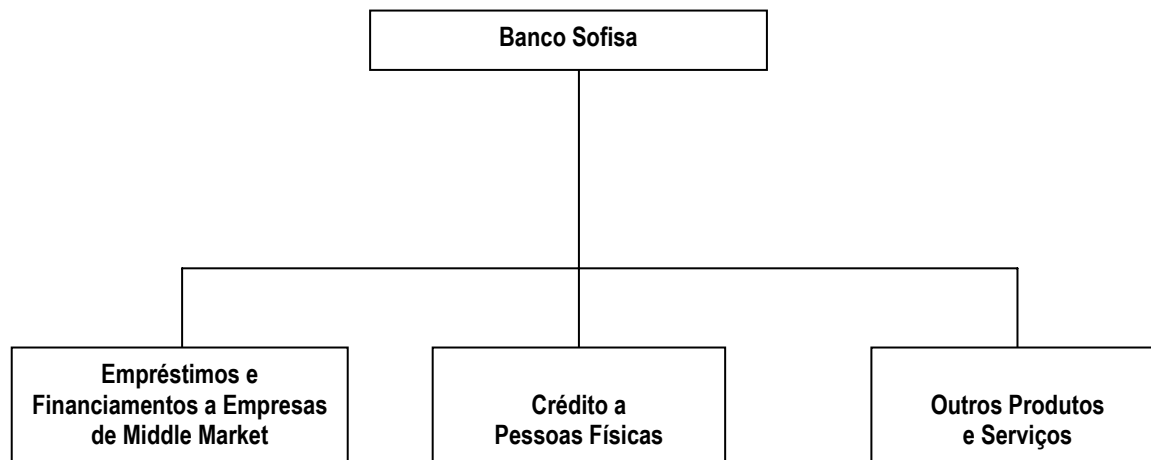 Banco Sofisa
Empréstimos e
Financiamentos a Empresas
de Middle Market
Crédito a
Pessoas Físicas
Outros Produtos
e Serviços